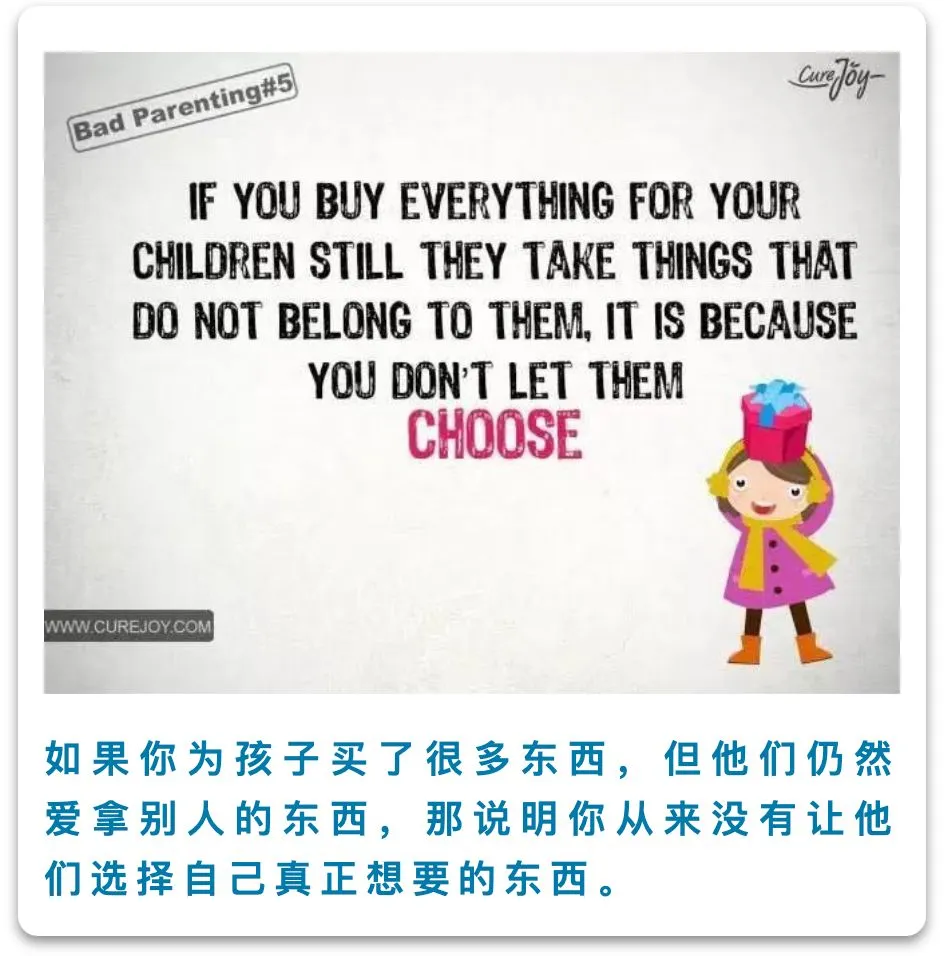 Bad Parenting#5
CureJoy
IF YOU BUY EVERYTHING FOR YOUR
CHILDREN STILL THEY TAKE THINGS THAT
DO NOT BELONG TO THEM, IT IS BECAUSE
YOU DON'T LET THEM
CHOOSE
WWW.CUREJOY.COM
如果你为孩子买了很多东西，但他们仍然
爱拿别人的东西，那说明你从来没有让他
们选择自己真正想要的东西。